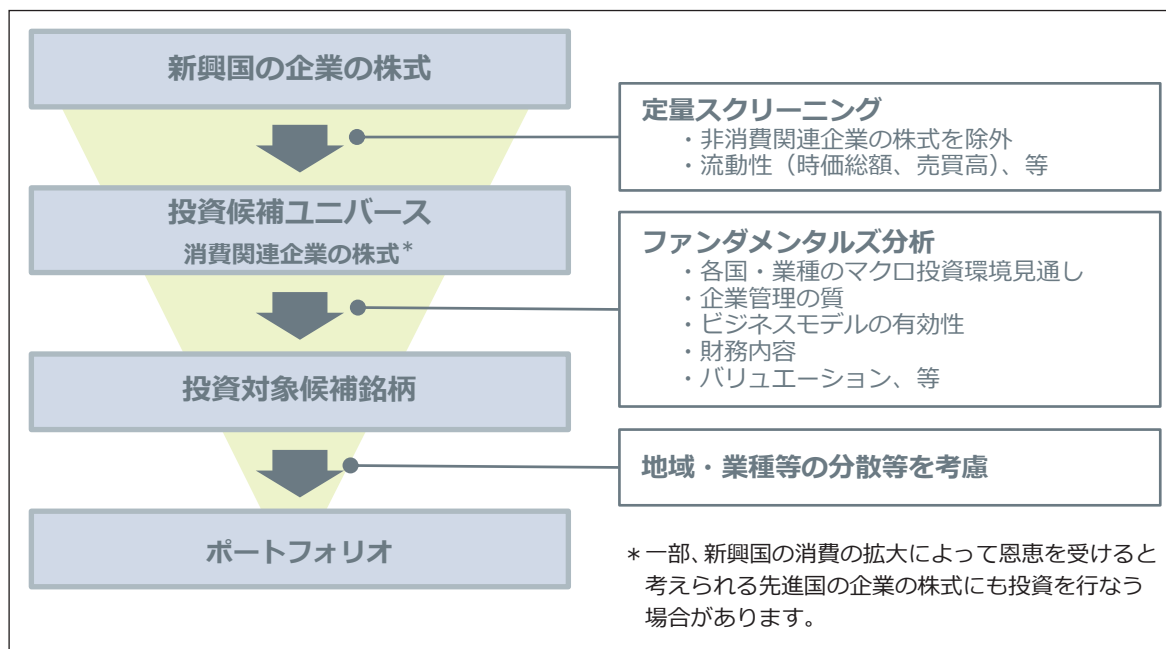 新興国の企業の株式
定量スクリーニング
・非消費関連企業の株式を除外
・流動性（時価総額、売買高）、等
投資候補ユニバース
消費関連企業の株式*
ファンダメンタルズ分析
・各国・業種のマクロ投資環境見通し
・企業管理の質
・ビジネスモデルの有効性
・財務内容
・バリュエーション、等
投資対象候補銘柄
地域・業種等の分散等を考慮
ポートフォリオ
＊一部、新興国の消費の拡大によって恩恵を受けると
考えられる先進国の企業の株式にも投資を行なう
場合があります。